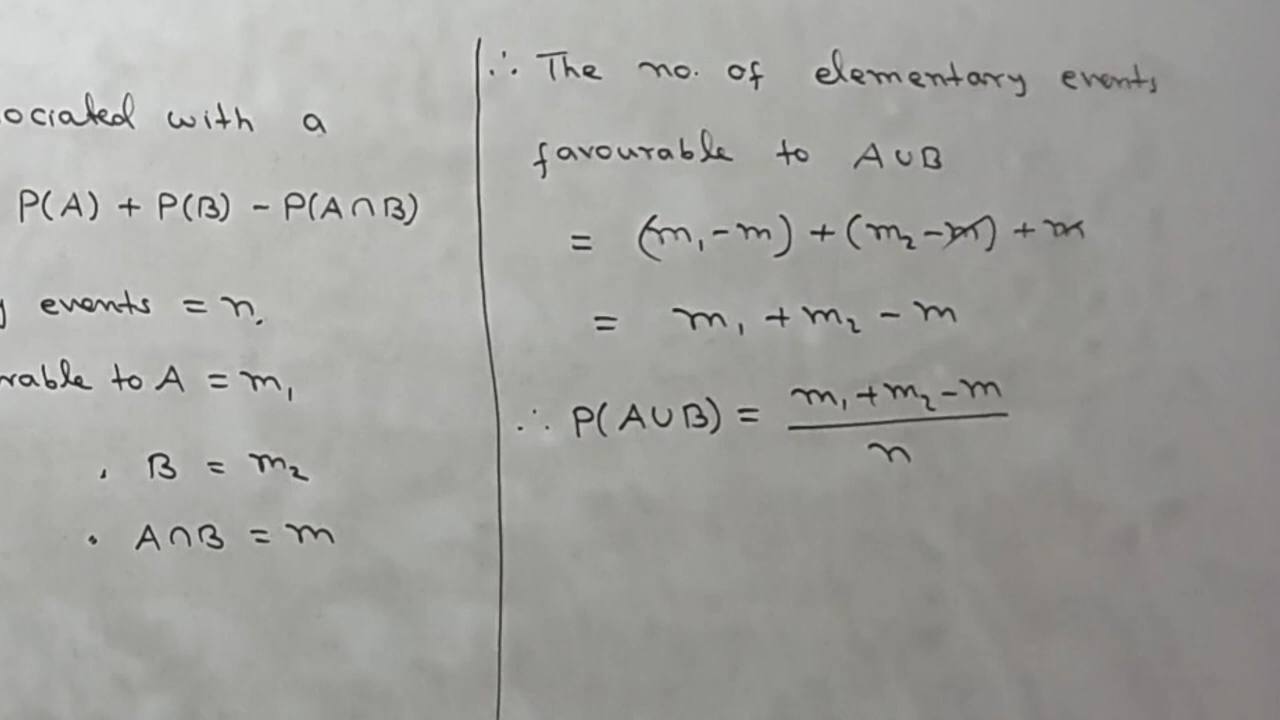 ociated with a
P(A) + P(B) - P(A∩B)
y events = n.
rable to A = m₁
, B = m₂
• A∩B = m
∴ The no. of elementary events
favourable to A∪B
= (m₁-m) + (m₂-m) + m
= m₁ + m₂ - m
∴ P(A∪B) = (m₁+m₂-m)/n